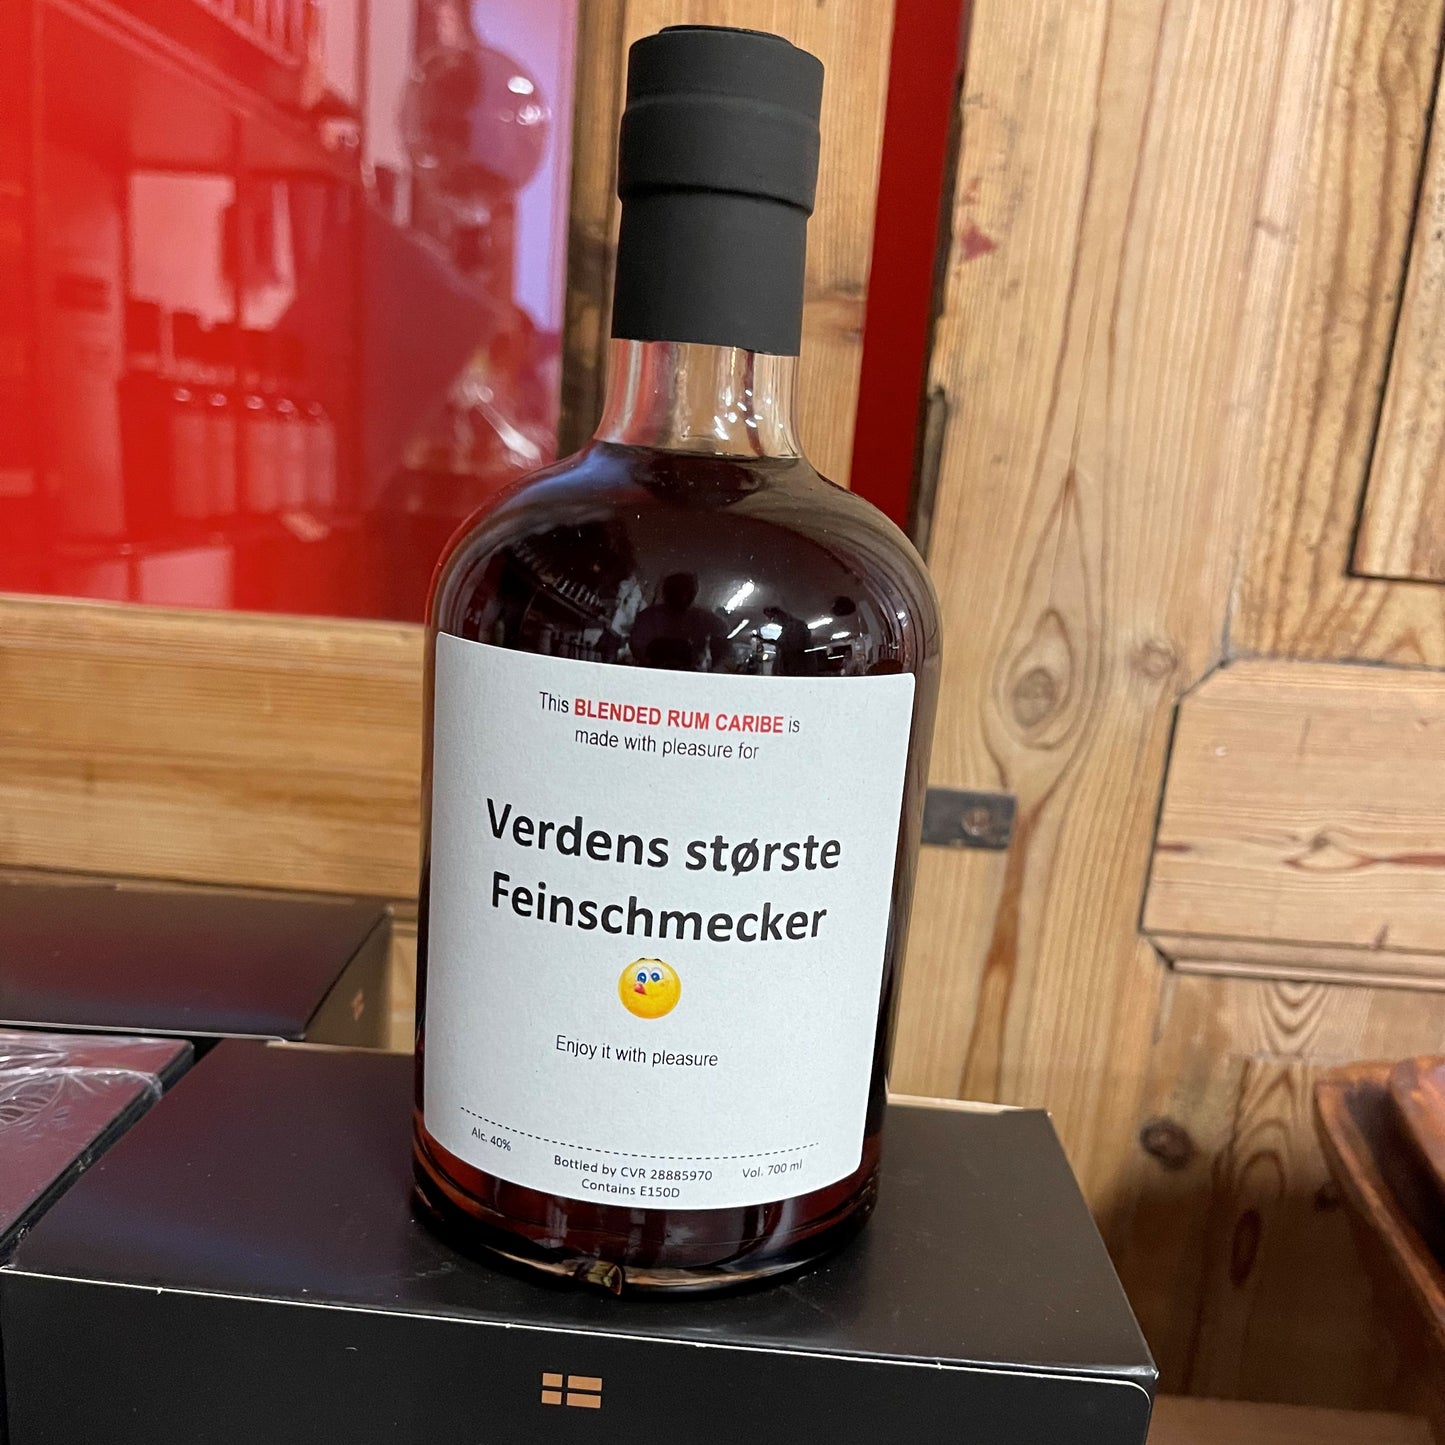 This BLENDED RUM CARIBE is
made with pleasure for
Verdens største
Feinschmecker
Enjoy it with pleasure
Alc. 40%
Bottled by CVR 28885970
Vol. 700 ml
Contains E150D